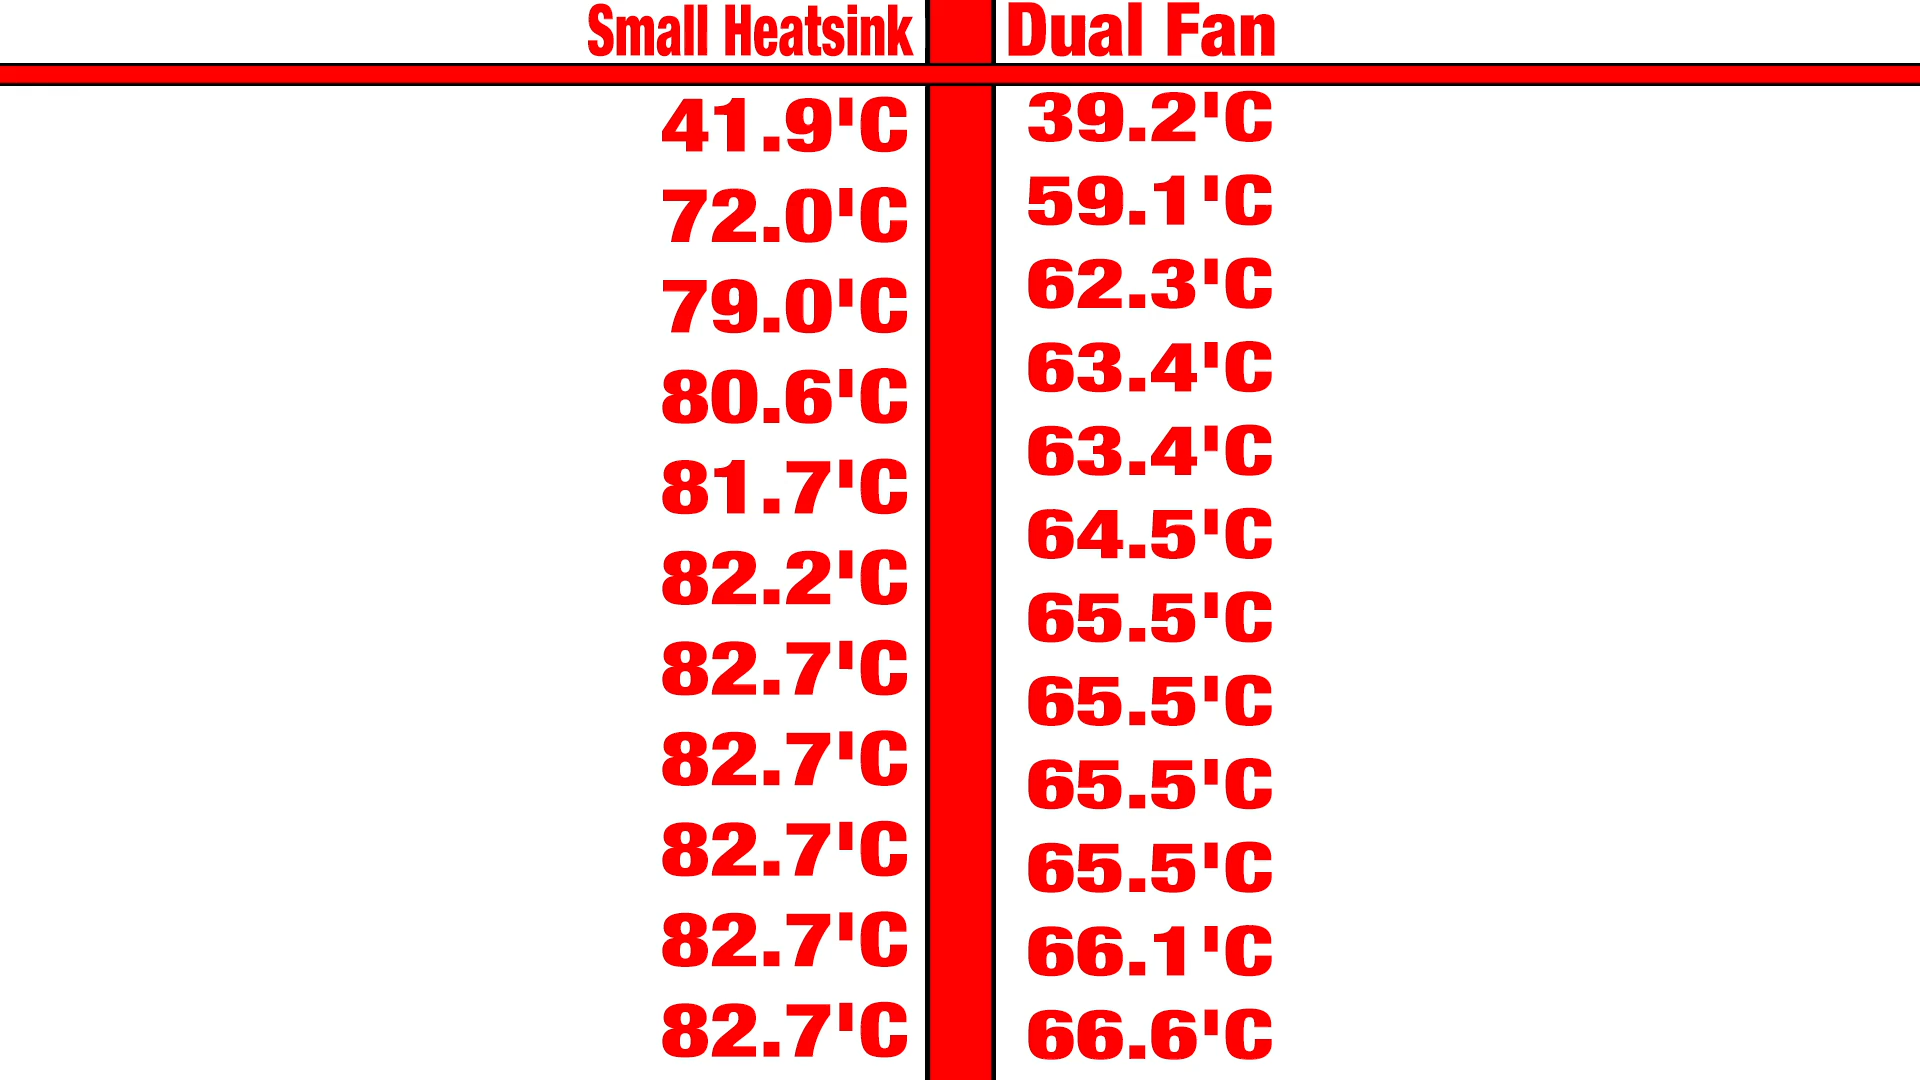 Small Heatsink Dual Fan
41.9'C 39.2'C
72.0'C 59.1'C
79.0'C 62.3'C
80.6'C 63.4'C
81.7'C 63.4'C
82.2'C 64.5'C
82.7'C 65.5'C
82.7'C 65.5'C
82.7'C 65.5'C
82.7'C 65.5'C
82.7'C 66.1'C
66.6'C